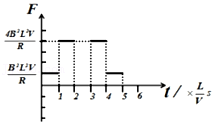 F
4B²L²V
R
B²L²V
R
1 2 3 4 5 6
t / × L/V s